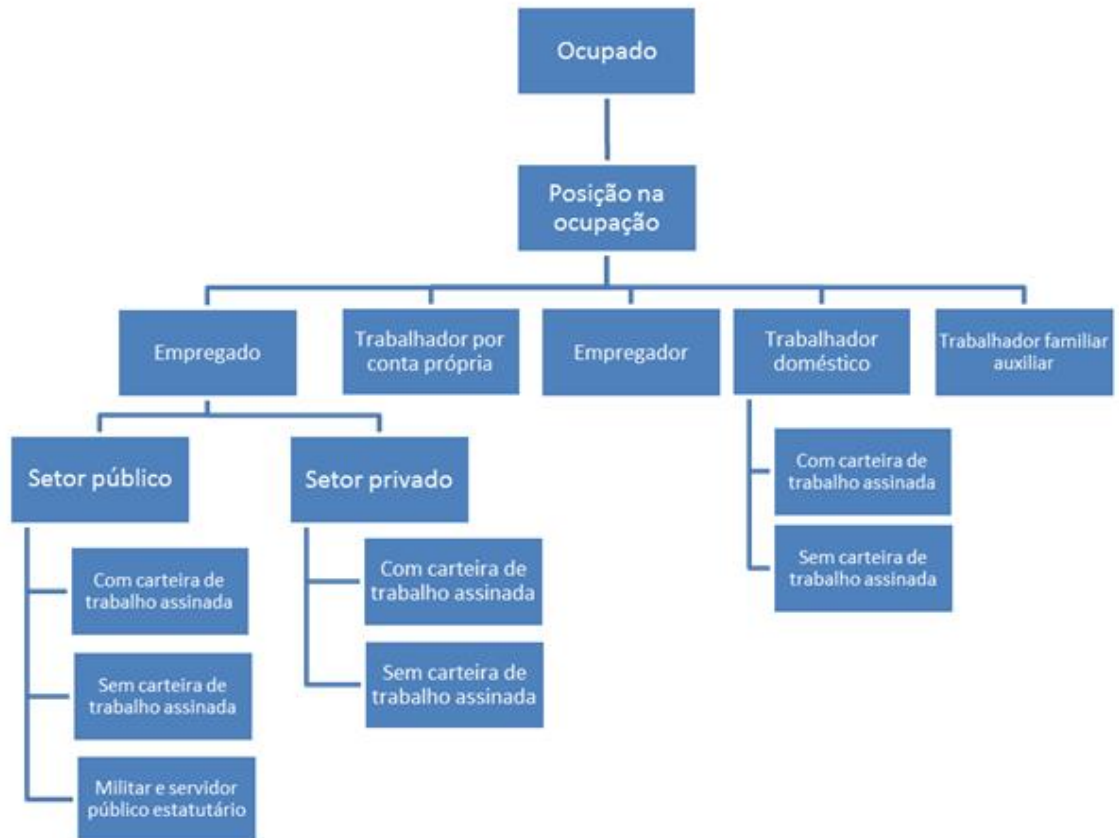 Ocupado
Posição na
ocupação
Empregado
Trabalhador por
conta própria
Empregador
Trabalhador
doméstico
Trabalhador familiar
auxiliar
Setor público
Setor privado
Com carteira de
trabalho assinada
Sem carteira de
trabalho assinada
Militar e servidor
público estatutário
Com carteira de
trabalho assinada
Sem carteira de
trabalho assinada
Com carteira de
trabalho assinada
Sem carteira de
trabalho assinada